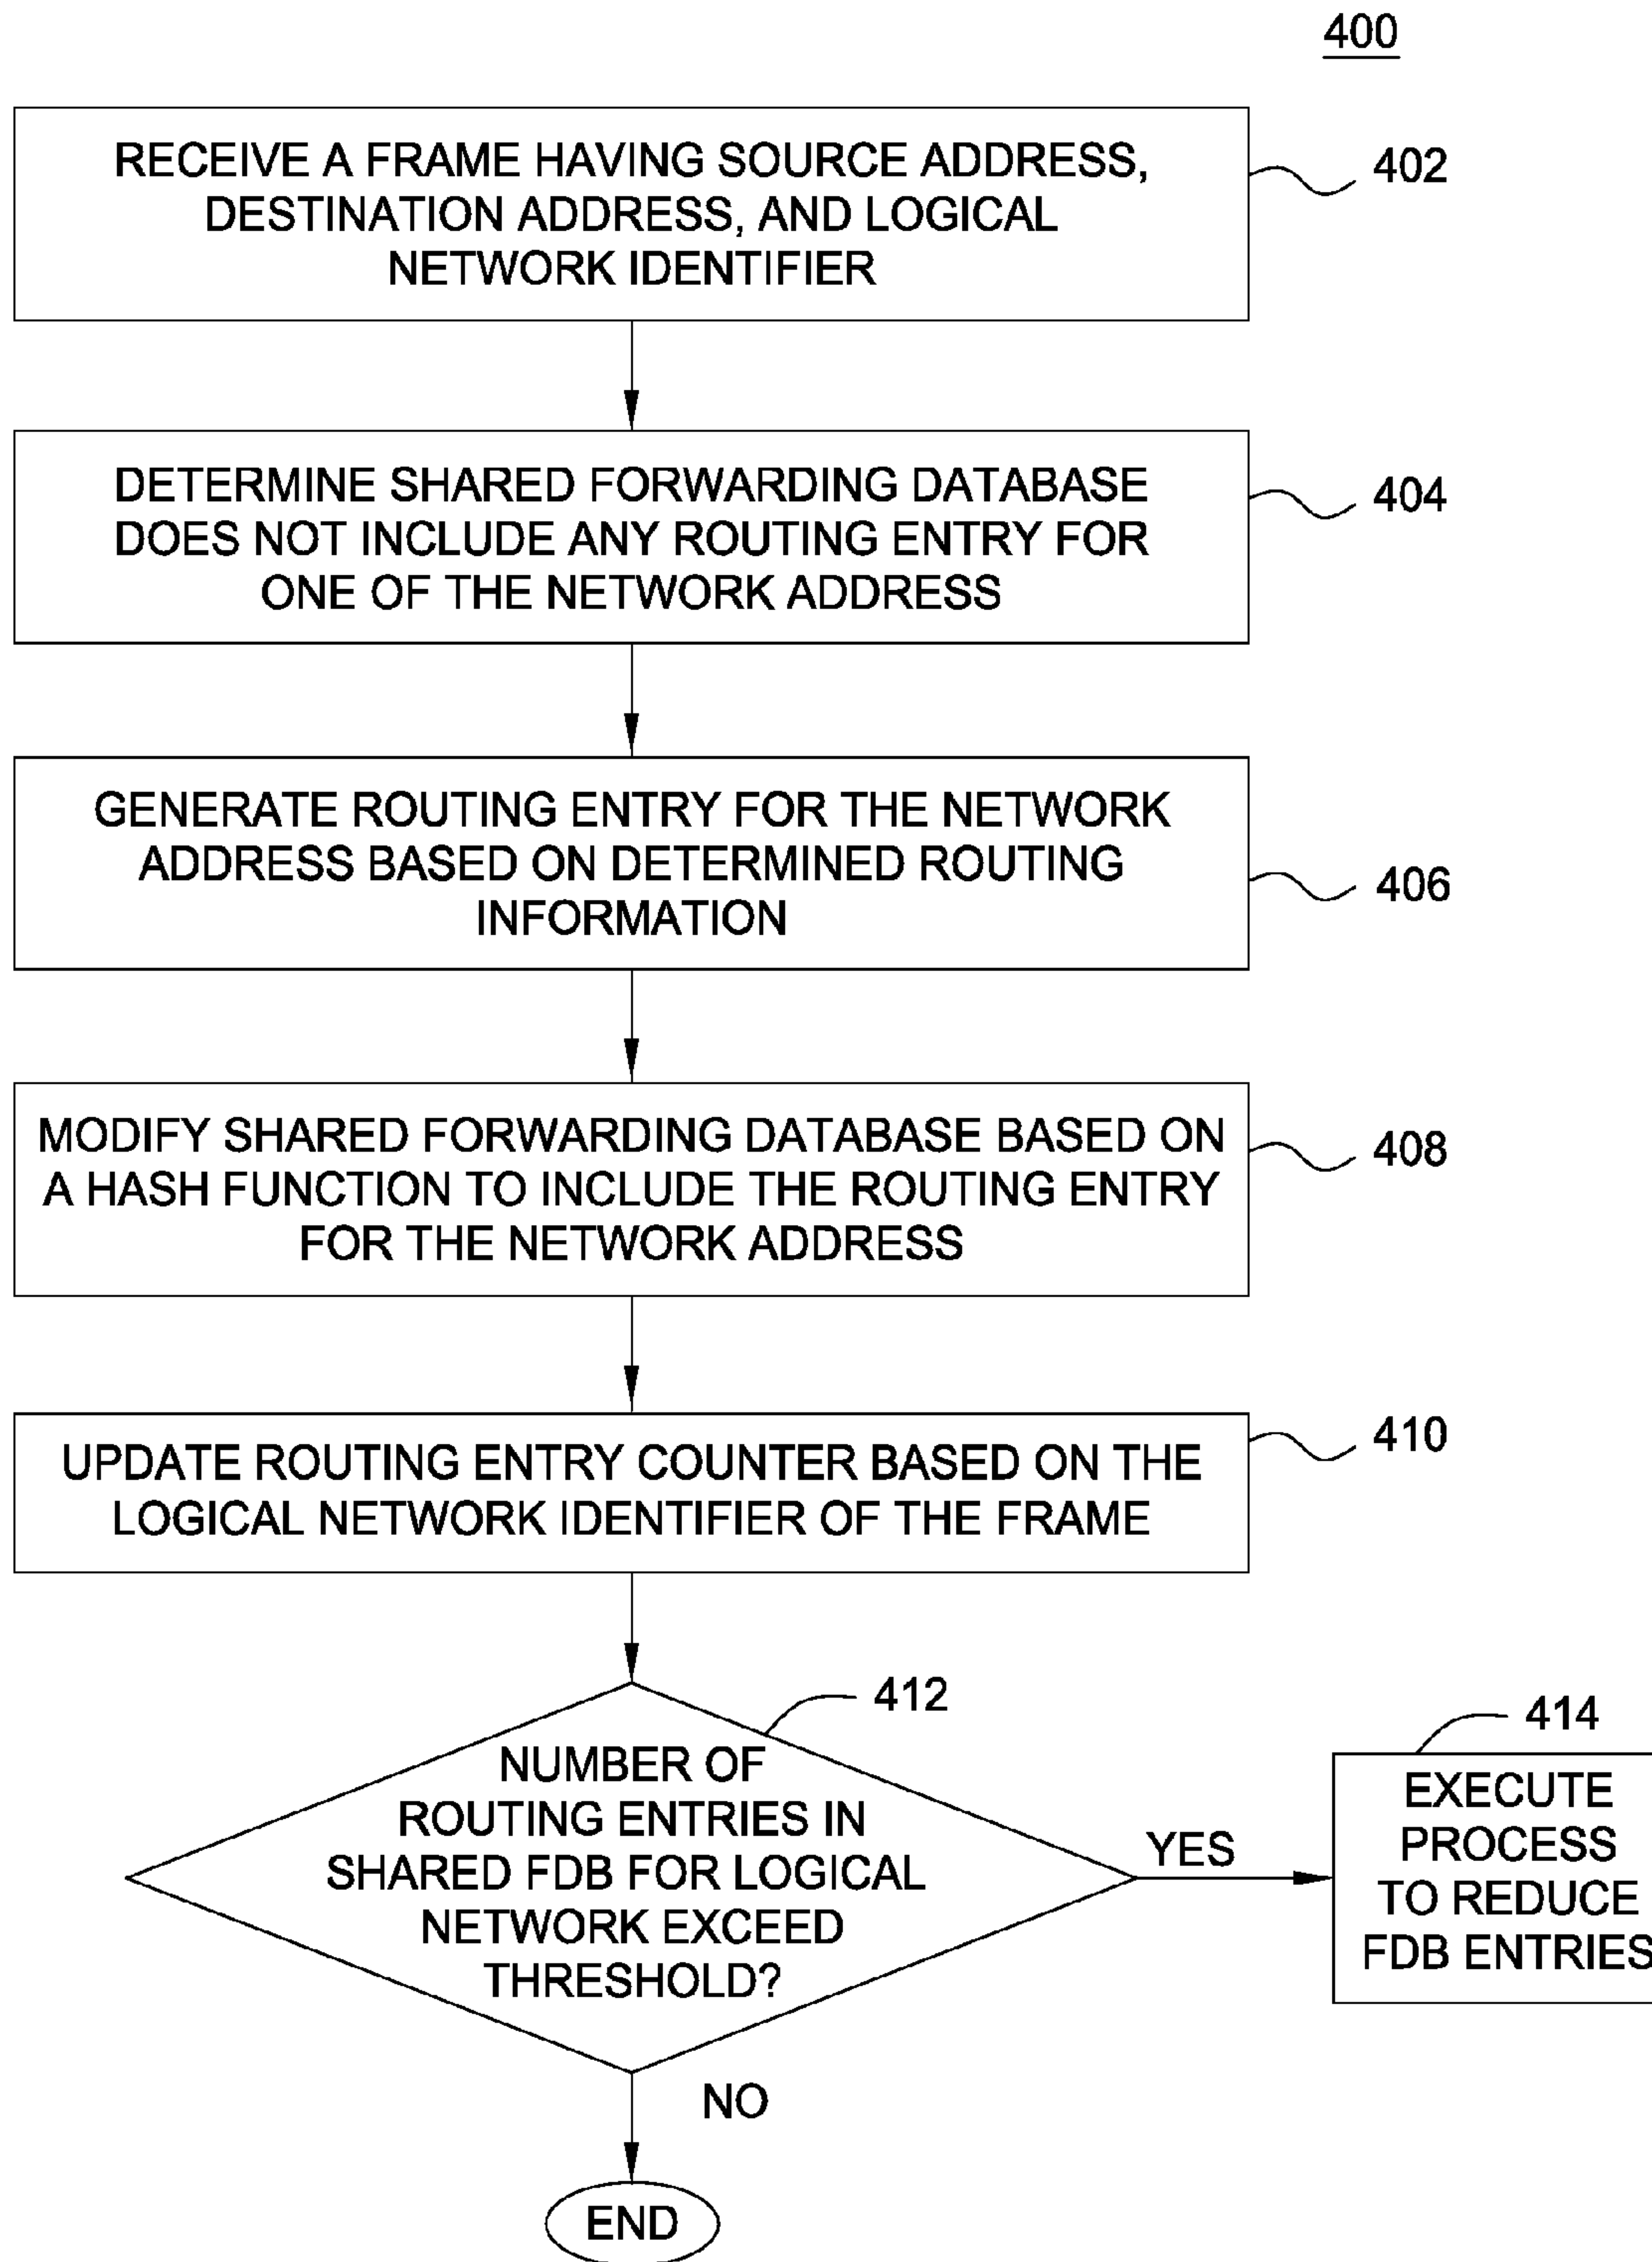 400
RECEIVE A FRAME HAVING SOURCE ADDRESS,
DESTINATION ADDRESS, AND LOGICAL
NETWORK IDENTIFIER
402
DETERMINE SHARED FORWARDING DATABASE
DOES NOT INCLUDE ANY ROUTING ENTRY FOR
ONE OF THE NETWORK ADDRESS
404
GENERATE ROUTING ENTRY FOR THE NETWORK
ADDRESS BASED ON DETERMINED ROUTING
INFORMATION
406
MODIFY SHARED FORWARDING DATABASE BASED ON
A HASH FUNCTION TO INCLUDE THE ROUTING ENTRY
FOR THE NETWORK ADDRESS
408
UPDATE ROUTING ENTRY COUNTER BASED ON THE
LOGICAL NETWORK IDENTIFIER OF THE FRAME
410
412
NUMBER OF
ROUTING ENTRIES IN
SHARED FDB FOR LOGICAL
NETWORK EXCEED
THRESHOLD?
YES
414
EXECUTE
PROCESS
TO REDUCE
FDB ENTRIES
NO
END